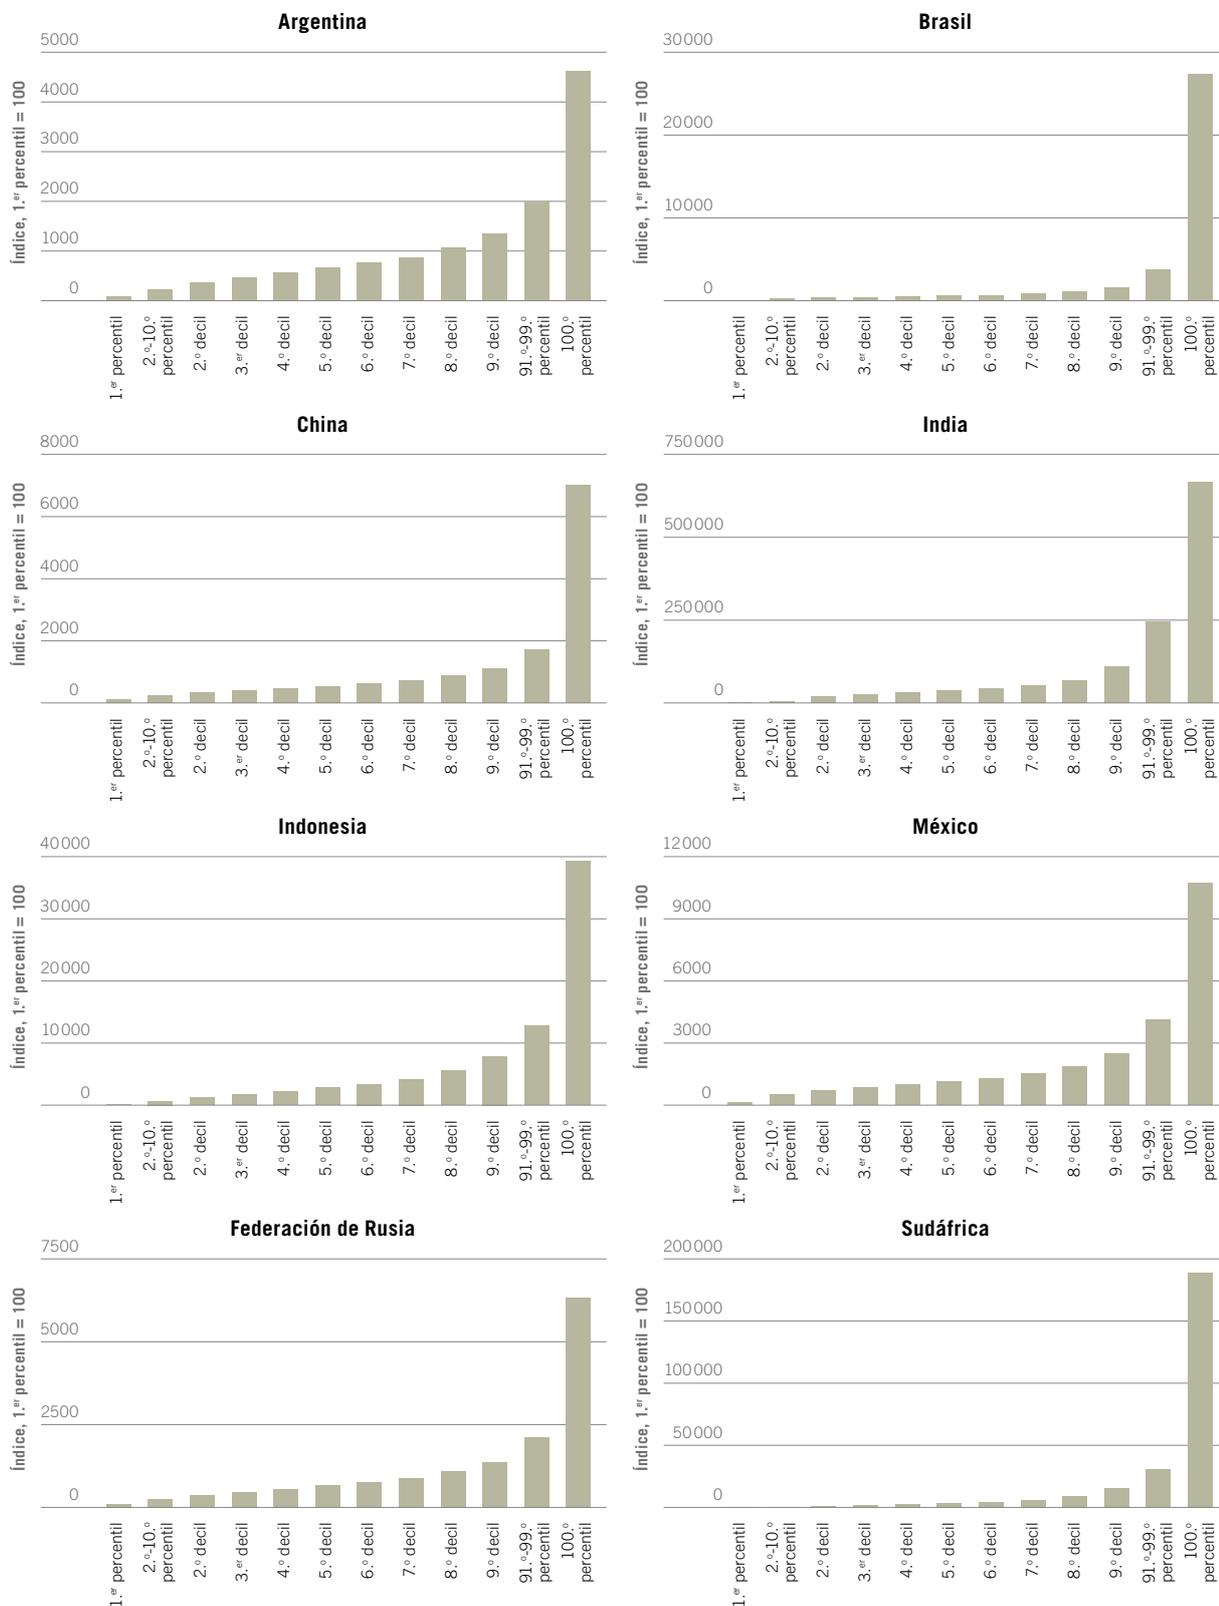 Argentina
Índice, 1.er percentil = 100
5000
4000
3000
2000
1000
0
1.er percentil
2.º-10.º
percentil
2.º decil
3.er decil
4.º decil
5.º decil
6.º decil
7.º decil
8.º decil
9.º decil
91.º-99.º
percentil
100.º
percentil
Brasil
Índice, 1.er percentil = 100
30000
20000
10000
0
1.er percentil
2.º-10.º
percentil
2.º decil
3.er decil
4.º decil
5.º decil
6.º decil
7.º decil
8.º decil
9.º decil
91.º-99.º
percentil
100.º
percentil
China
Índice, 1.er percentil = 100
8000
6000
4000
2000
0
1.er percentil
2.º-10.º
percentil
2.º decil
3.er decil
4.º decil
5.º decil
6.º decil
7.º decil
8.º decil
9.º decil
91.º-99.º
percentil
100.º
percentil
India
Índice, 1.er percentil = 100
750000
500000
250000
0
1.er percentil
2.º-10.º
percentil
2.º decil
3.er decil
4.º decil
5.º decil
6.º decil
7.º decil
8.º decil
9.º decil
91.º-99.º
percentil
100.º
percentil
Indonesia
Índice, 1.er percentil = 100
40000
30000
20000
10000
0
1.er percentil
2.º-10.º
percentil
2.º decil
3.er decil
4.º decil
5.º decil
6.º decil
7.º decil
8.º decil
9.º decil
91.º-99.º
percentil
100.º
percentil
México
Índice, 1.er percentil = 100
12000
9000
6000
3000
0
1.er percentil
2.º-10.º
percentil
2.º decil
3.er decil
4.º decil
5.º decil
6.º decil
7.º decil
8.º decil
9.º decil
91.º-99.º
percentil
100.º
percentil
Federación de Rusia
Índice, 1.er percentil = 100
7500
5000
2500
0
1.er percentil
2.º-10.º
percentil
2.º decil
3.er decil
4.º decil
5.º decil
6.º decil
7.º decil
8.º decil
9.º decil
91.º-99.º
percentil
100.º
percentil
Sudáfrica
Índice, 1.er percentil = 100
200000
150000
100000
50000
0
1.er percentil
2.º-10.º
percentil
2.º decil
3.er decil
4.º decil
5.º decil
6.º decil
7.º decil
8.º decil
9.º decil
91.º-99.º
percentil
100.º
percentil